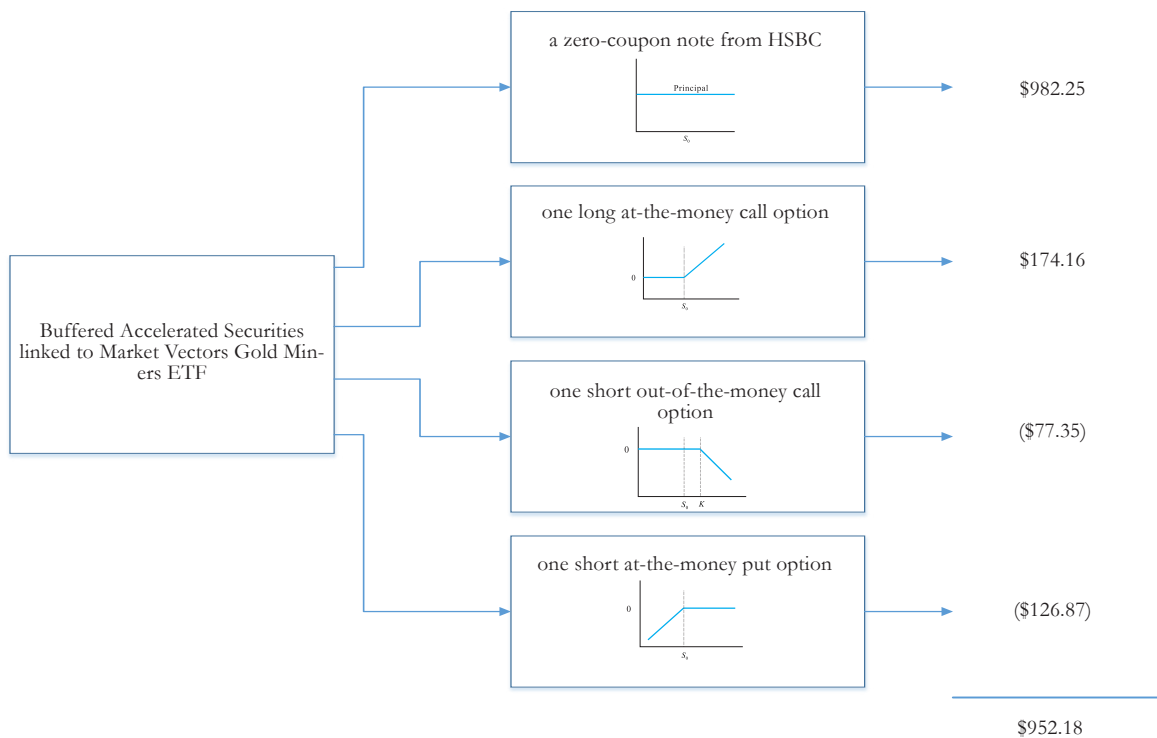 a zero-coupon note from HSBC
Principal
S₀
$982.25
one long at-the-money call option
0
S₀
$174.16
Buffered Accelerated Securities
linked to Market Vectors Gold Min-
ers ETF
one short out-of-the-money call
option
0
S₀ K
($77.35)
one short at-the-money put option
0
S₀
($126.87)
$952.18